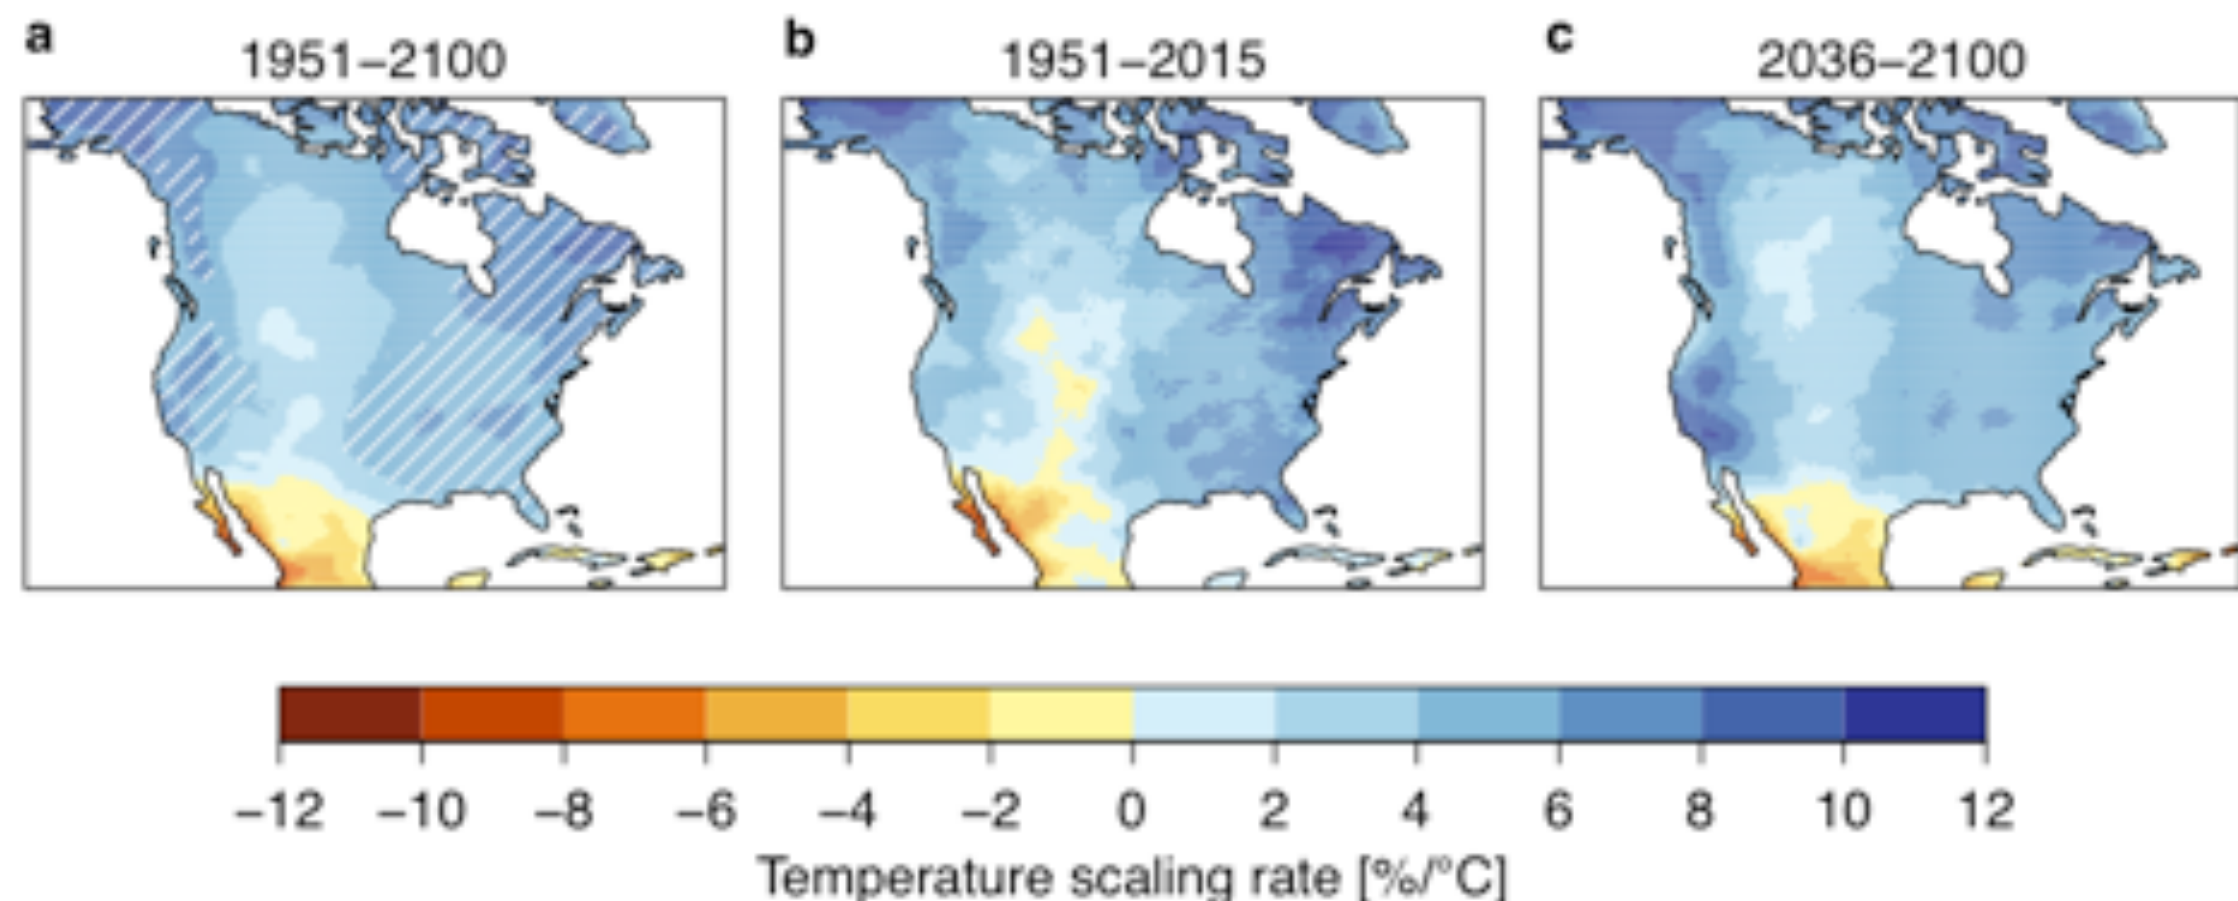 a
1951–2100
b
1951–2015
c
2036–2100
−12 −10 −8 −6 −4 −2 0 2 4 6 8 10 12
Temperature scaling rate [%/°C]